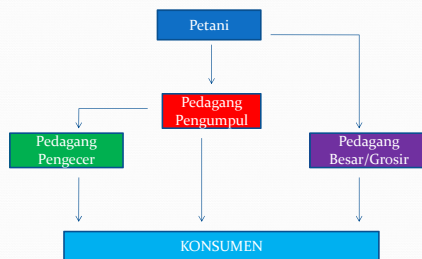 Petani
Pedagang
Pengumpul
Pedagang
Pengecer
Pedagang
Besar/Grosir
KONSUMEN